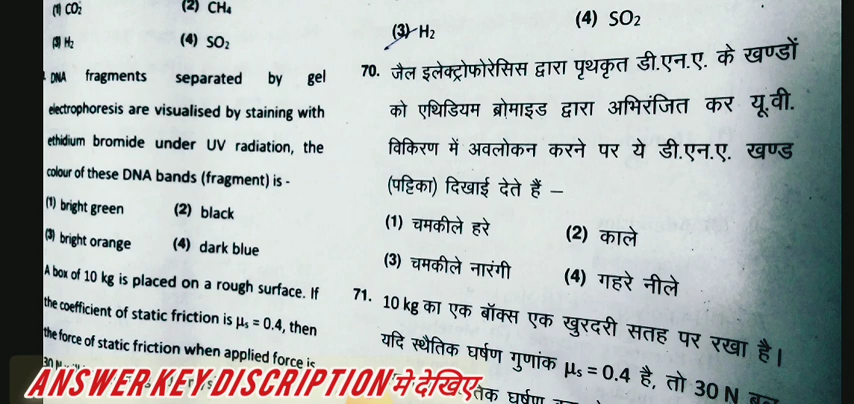 (1) CO₂ (2) CH₄
(3) H₂ (4) SO₂
DNA fragments separated by gel
electrophoresis are visualised by staining with
ethidium bromide under UV radiation, the
colour of these DNA bands (fragment) is -
(1) bright green (2) black
(3) bright orange (4) dark blue
A box of 10 kg is placed on a rough surface. If
the coefficient of static friction is μₛ = 0.4, then
the force of static friction when applied force is
30 N
(3) H₂ (4) SO₂
70. जैल इलेक्ट्रोफोरेसिस द्वारा पृथकृत डी.एन.ए. के खण्डों
को एथिडियम ब्रोमाइड द्वारा अभिरंजित कर यू.वी.
विकिरण में अवलोकन करने पर ये डी.एन.ए. खण्ड
(पट्टिका) दिखाई देते हैं –
(1) चमकीले हरे (2) काले
(3) चमकीले नारंगी (4) गहरे नीले
71. 10 kg का एक बॉक्स एक खुरदरी सतह पर रखा है।
यदि स्थैतिक घर्षण गुणांक μₛ = 0.4 है, तो 30 N बल
घर्षण
ANSWER KEY DISCRIPTION मे देखिए